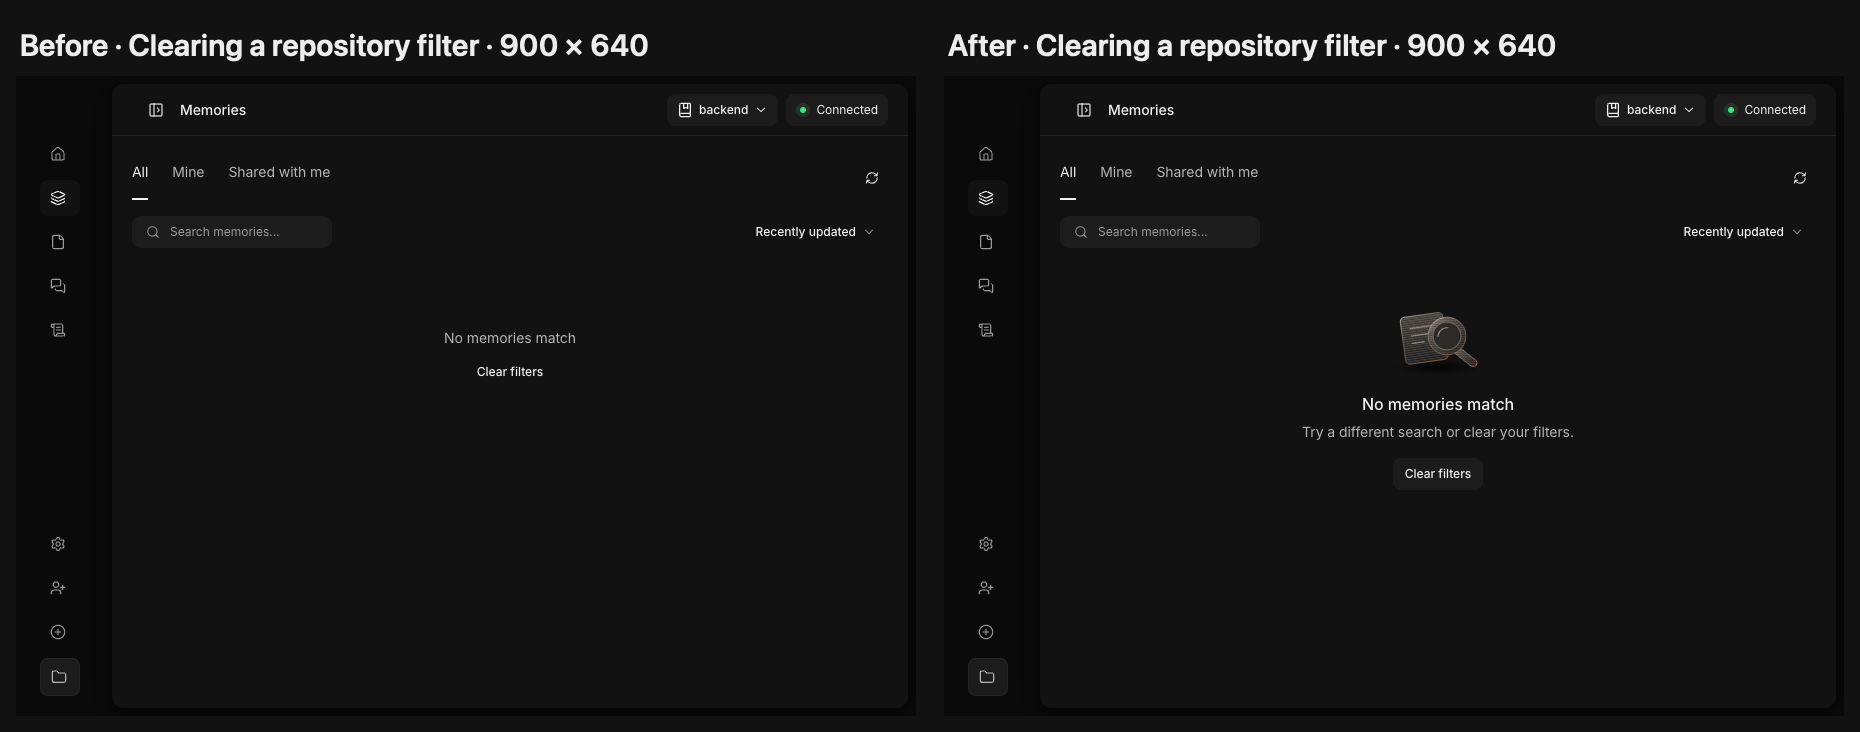 Before · Clearing a repository filter · 900 × 640
Memories
backend
Connected
All
Mine
Shared with me
Search memories...
Recently updated
No memories match
Clear filters
After · Clearing a repository filter · 900 × 640
Memories
backend
Connected
All
Mine
Shared with me
Search memories...
Recently updated
No memories match
Try a different search or clear your filters.
Clear filters